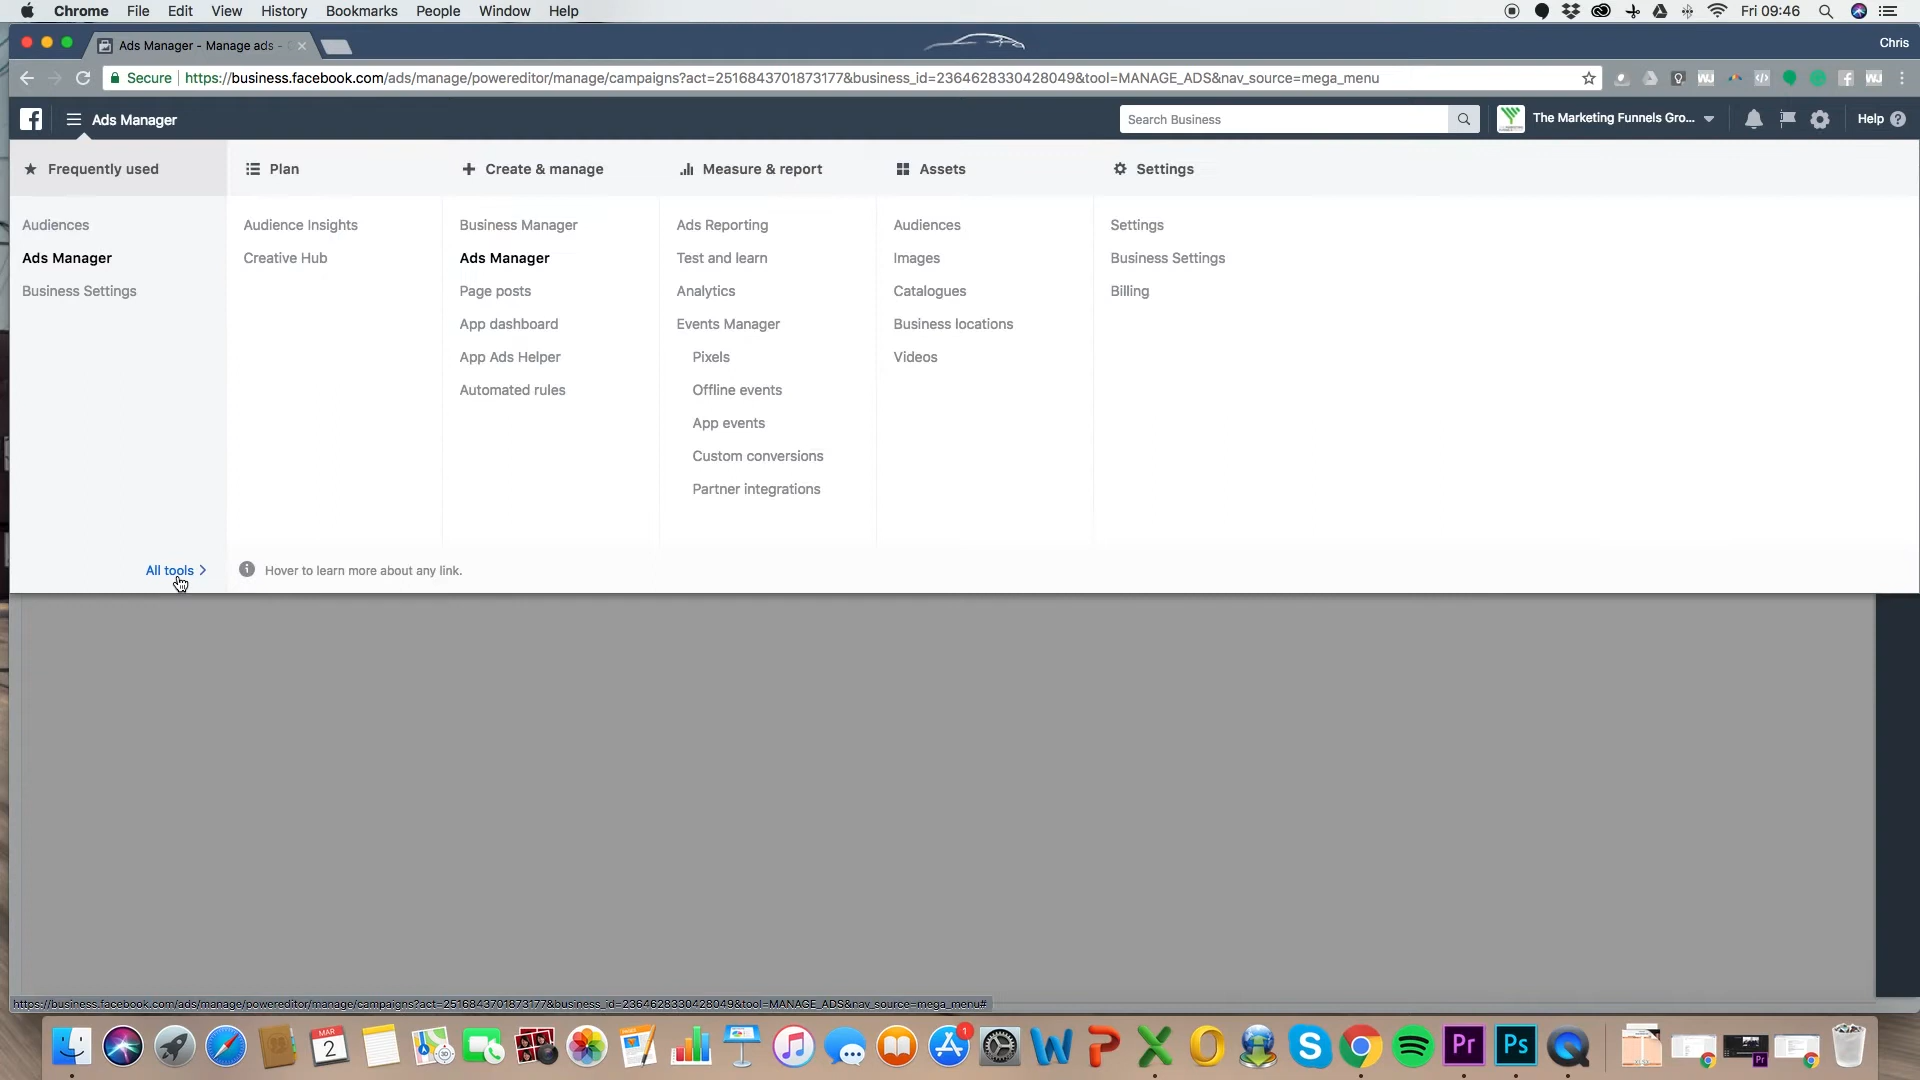 Chrome File Edit View History Bookmarks People Window Help Fri 09:46
Ads Manager - Manage ads - Chris
Secure https://business.facebook.com/ads/manage/powereditor/manage/campaigns?act=2516843701873177&business_id=2364628330428049&tool=MANAGE_ADS&nav_source=mega_menu
Ads Manager Search Business The Marketing Funnels Gro... Help
Frequently used Plan Create & manage Measure & report Assets Settings
Audiences Audience Insights Business Manager Ads Reporting Audiences Settings
Ads Manager Creative Hub Ads Manager Test and learn Images Business Settings
Business Settings Page posts Analytics Catalogues Billing
App dashboard Events Manager Business locations
App Ads Helper Pixels Videos
Automated rules Offline events
App events
Custom conversions
Partner integrations
All tools Hover to learn more about any link.
https://business.facebook.com/ads/manage/powereditor/manage/campaigns?act=2516843701873177&business_id=2364628330428049&tool=MANAGE_ADS&nav_source=mega_menu#
MAR
2
1
Pr Ps